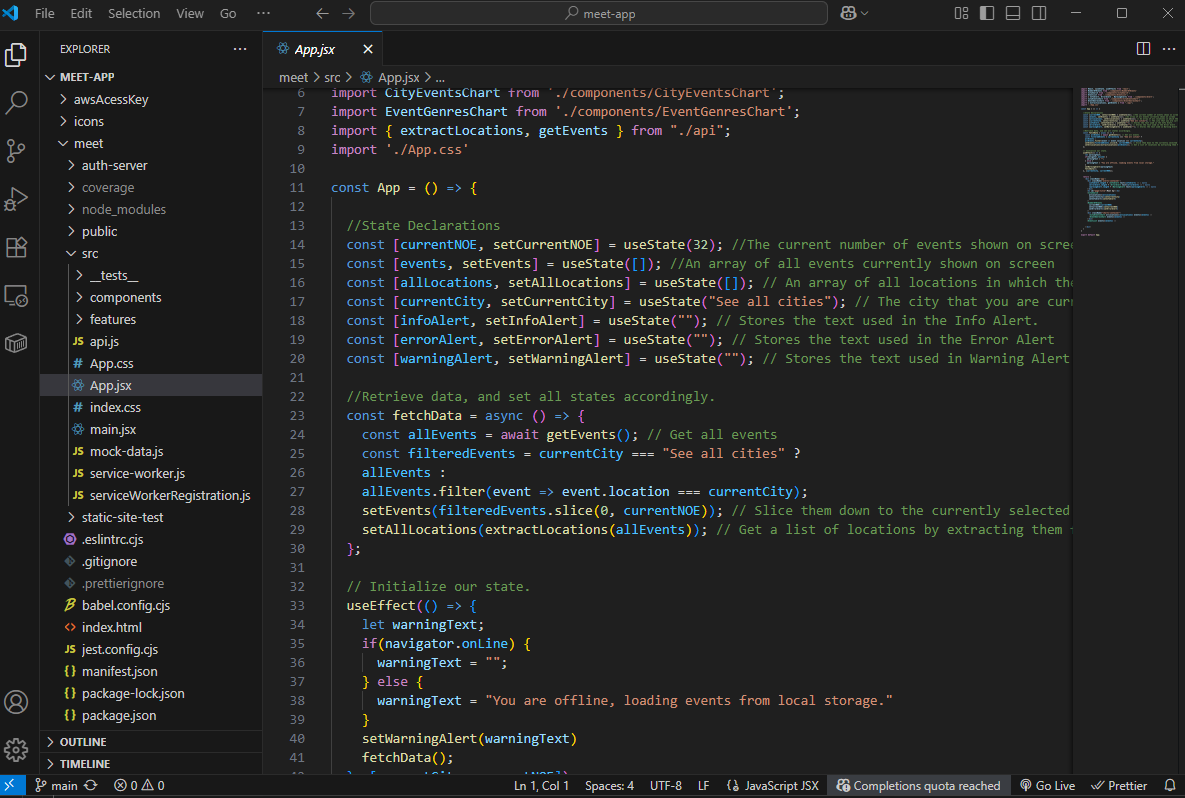 File Edit Selection View Go ··· meet-app
EXPLORER ···
MEET-APP
awsAcessKey
icons
meet
auth-server
coverage
node_modules
public
src
__tests__
components
features
JS api.js
# App.css
App.jsx
# index.css
main.jsx
JS mock-data.js
JS service-worker.js
JS serviceWorkerRegistration.js
static-site-test
.eslintrc.cjs
.gitignore
.prettierignore
babel.config.cjs
<> index.html
JS jest.config.cjs
{} manifest.json
{} package-lock.json
{} package.json
OUTLINE
TIMELINE
App.jsx
meet > src > App.jsx > ...
6 import CityEventsChart from './components/CityEventsChart';
7 import EventGenresChart from './components/EventGenresChart';
8 import { extractLocations, getEvents } from "./api";
9 import './App.css'
10
11 const App = () => {
12
13 //State Declarations
14 const [currentNOE, setCurrentNOE] = useState(32); //The current number of events shown on scree
15 const [events, setEvents] = useState([]); //An array of all events currently shown on screen
16 const [allLocations, setAllLocations] = useState([]); // An array of all locations in which the
17 const [currentCity, setCurrentCity] = useState("See all cities"); // The city that you are cur
18 const [infoAlert, setInfoAlert] = useState(""); // Stores the text used in the Info Alert.
19 const [errorAlert, setErrorAlert] = useState(""); // Stores the text used in the Error Alert
20 const [warningAlert, setWarningAlert] = useState(""); // Stores the text used in Warning Alert
21
22 //Retrieve data, and set all states accordingly.
23 const fetchData = async () => {
24 const allEvents = await getEvents(); // Get all events
25 const filteredEvents = currentCity === "See all cities" ?
26 allEvents :
27 allEvents.filter(event => event.location === currentCity);
28 setEvents(filteredEvents.slice(0, currentNOE)); // Slice them down to the currently selected
29 setAllLocations(extractLocations(allEvents)); // Get a list of locations by extracting them
30 };
31
32 // Initialize our state.
33 useEffect(() => {
34 let warningText;
35 if(navigator.onLine) {
36 warningText = "";
37 } else {
38 warningText = "You are offline, loading events from local storage."
39 }
40 setWarningAlert(warningText)
41 fetchData();
main 0 0 Ln 1, Col 1 Spaces: 4 UTF-8 LF {} JavaScript JSX Completions quota reached Go Live Prettier